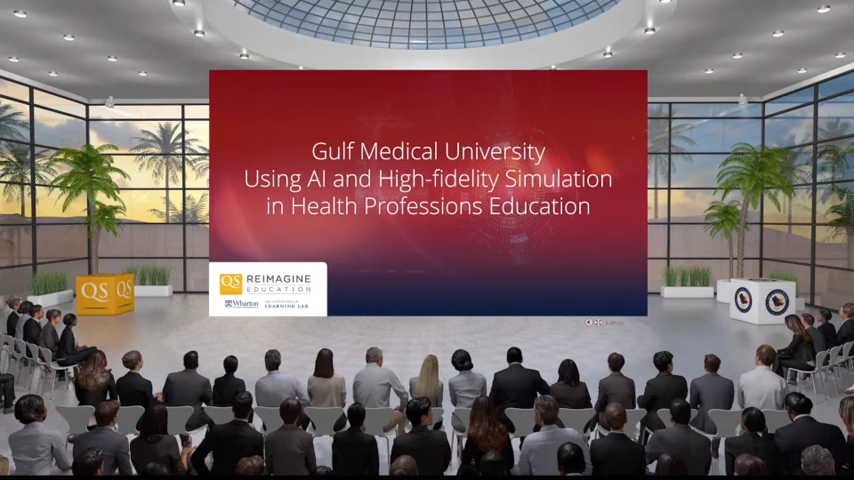 Gulf Medical University
Using AI and High-fidelity Simulation
in Health Professions Education
QS REIMAGINE
EDUCATION
Wharton
LEARNING LAB
QS QS